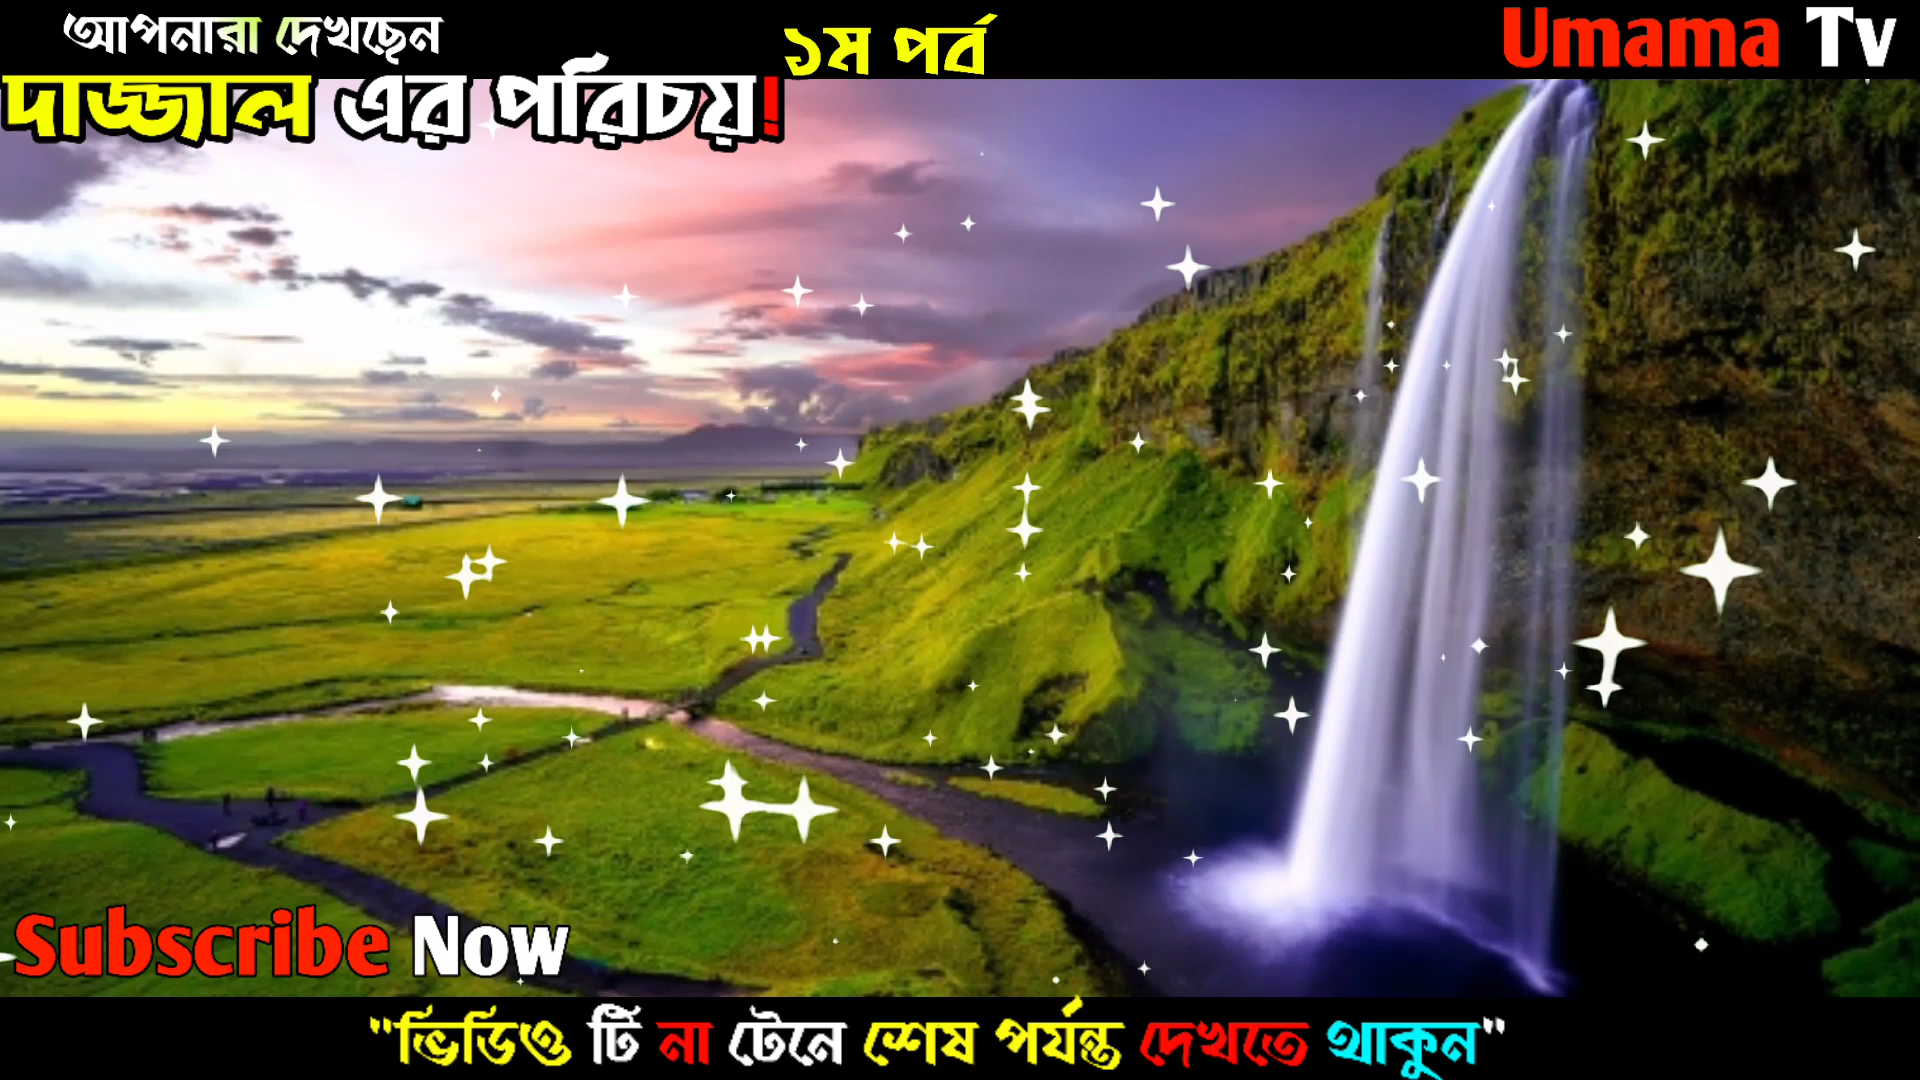 আপনারা দেখছেন
১ম পর্ব
Umama Tv
দাজ্জাল এর পরিচয়!
Subscribe Now
"ভিডিও টি না টেনে শেষ পর্যন্ত দেখতে থাকুন"